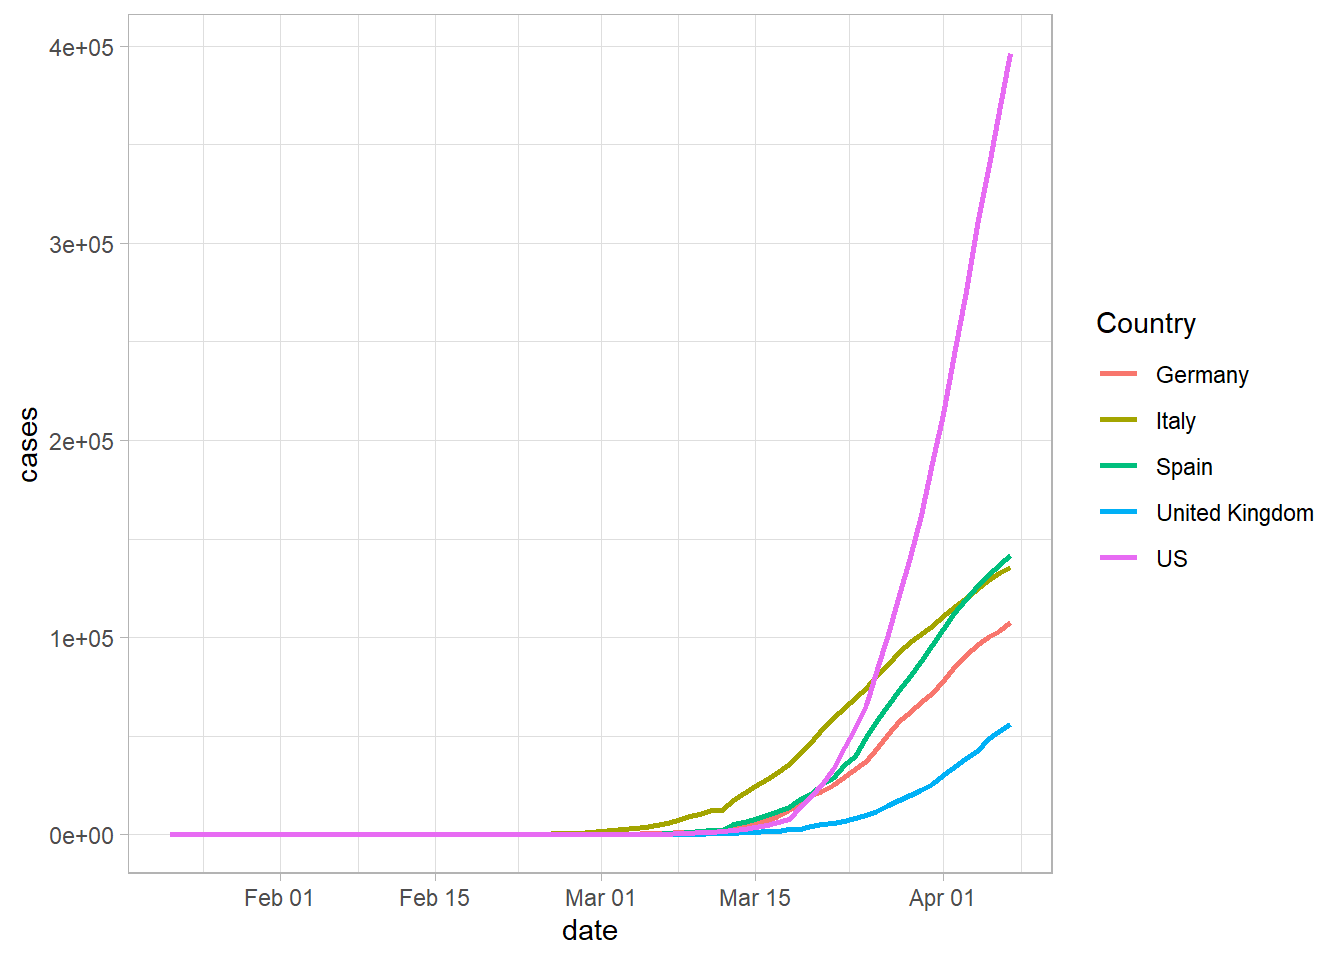 4e+05
3e+05
2e+05
1e+05
0e+00
cases
Feb 01 Feb 15 Mar 01 Mar 15 Apr 01
date
Country
Germany
Italy
Spain
United Kingdom
US